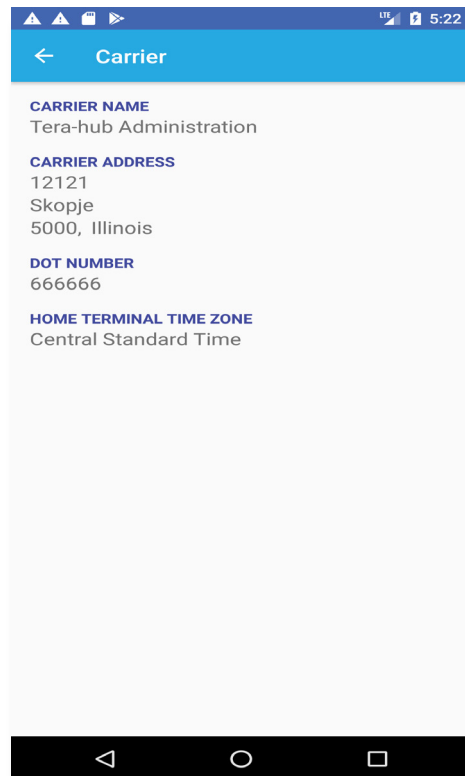 LTE 5:22
Carrier
CARRIER NAME
Tera-hub Administration
CARRIER ADDRESS
12121
Skopje
5000, Illinois
DOT NUMBER
666666
HOME TERMINAL TIME ZONE
Central Standard Time